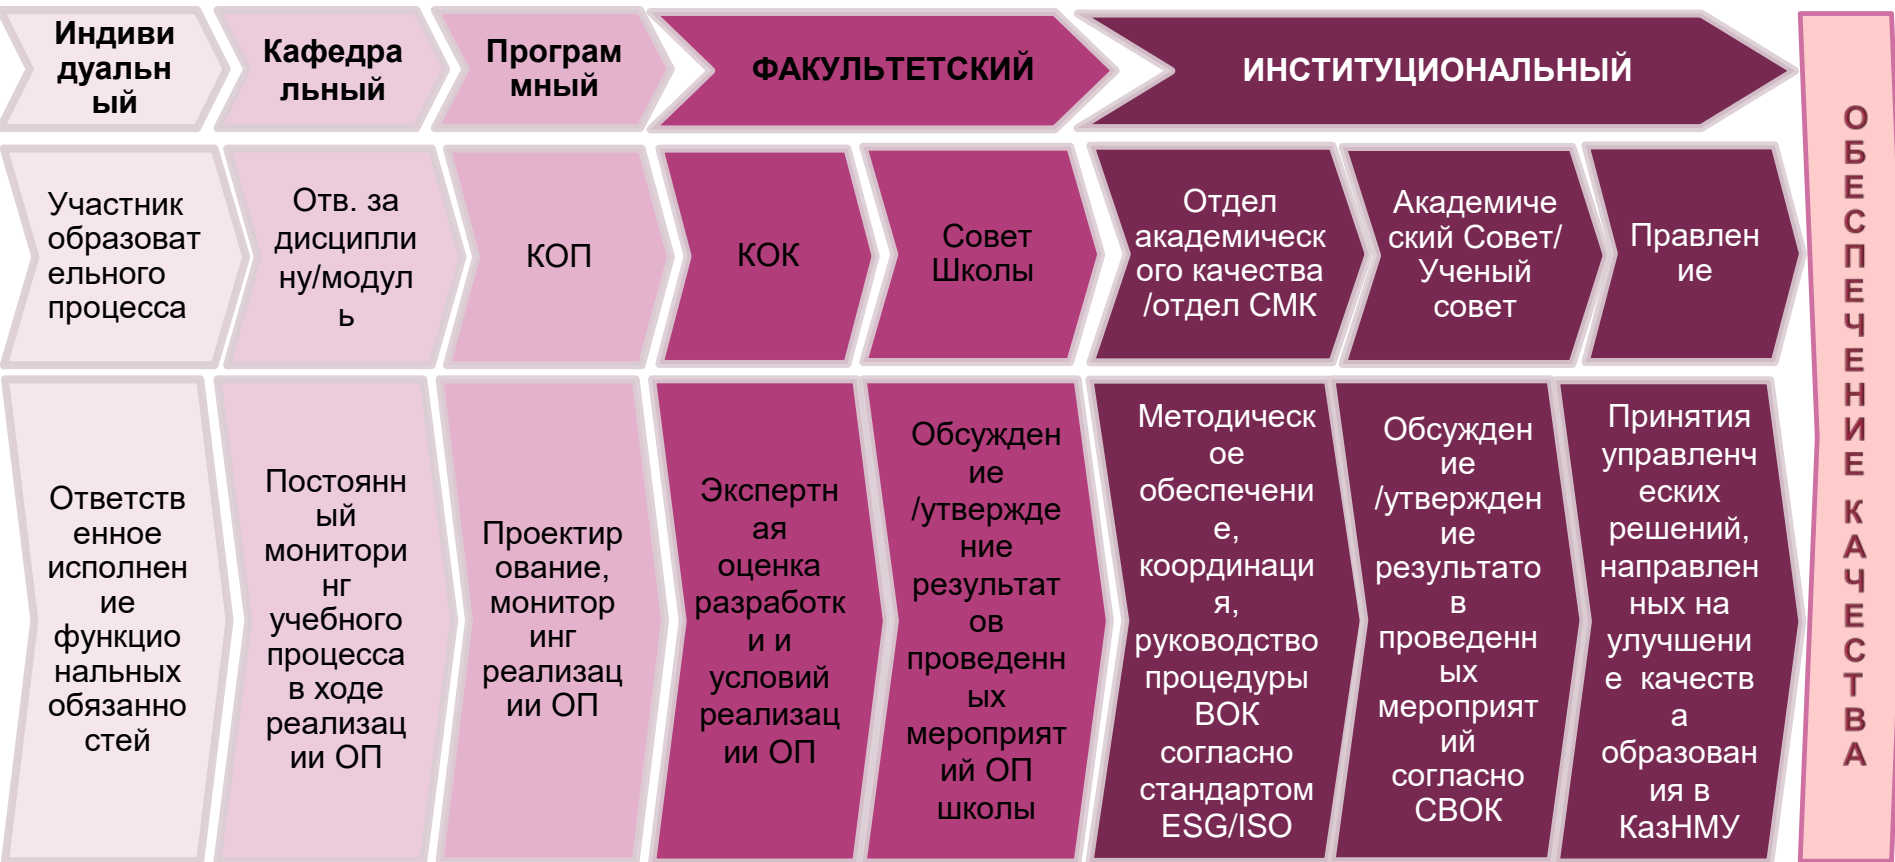 Индиви
дуальн
ый
Кафедра
льный
Програм
мный
ФАКУЛЬТЕТСКИЙ
ИНСТИТУЦИОНАЛЬНЫЙ
Участник
образоват
ельного
процесса
Отв. за
дисципли
ну/модул
ь
КОП
КОК
Совет
Школы
Отдел
академическ
ого качества
/отдел СМК
Академиче
ский Совет/
Ученый
совет
Правлен
ие
Ответств
енное
исполнен
ие
функцио
нальных
обязанно
стей
Постоянн
ый
монитори
нг
учебного
процесса
в ходе
реализац
ии ОП
Проектир
ование,
монитор
инг
реализац
ии ОП
Экспертн
ая
оценка
разработк
и и
условий
реализац
ии ОП
Обсужден
ие
/утвержде
ние
результат
ов
проведенн
ых
мероприят
ий ОП
школы
Методическ
ое
обеспечени
е,
координаци
я,
руководство
процедуры
ВОК
согласно
стандартом
ESG/ISO
Обсужден
ие
/утвержден
ие
результато
в
проведенн
ых
мероприят
ий
согласно
СВОК
Принятия
управленч
еских
решений,
направлен
ных на
улучшени
е качеств
а
образован
ия в
КазНМУ
ОБЕСПЕЧЕНИЕ КАЧЕСТВА